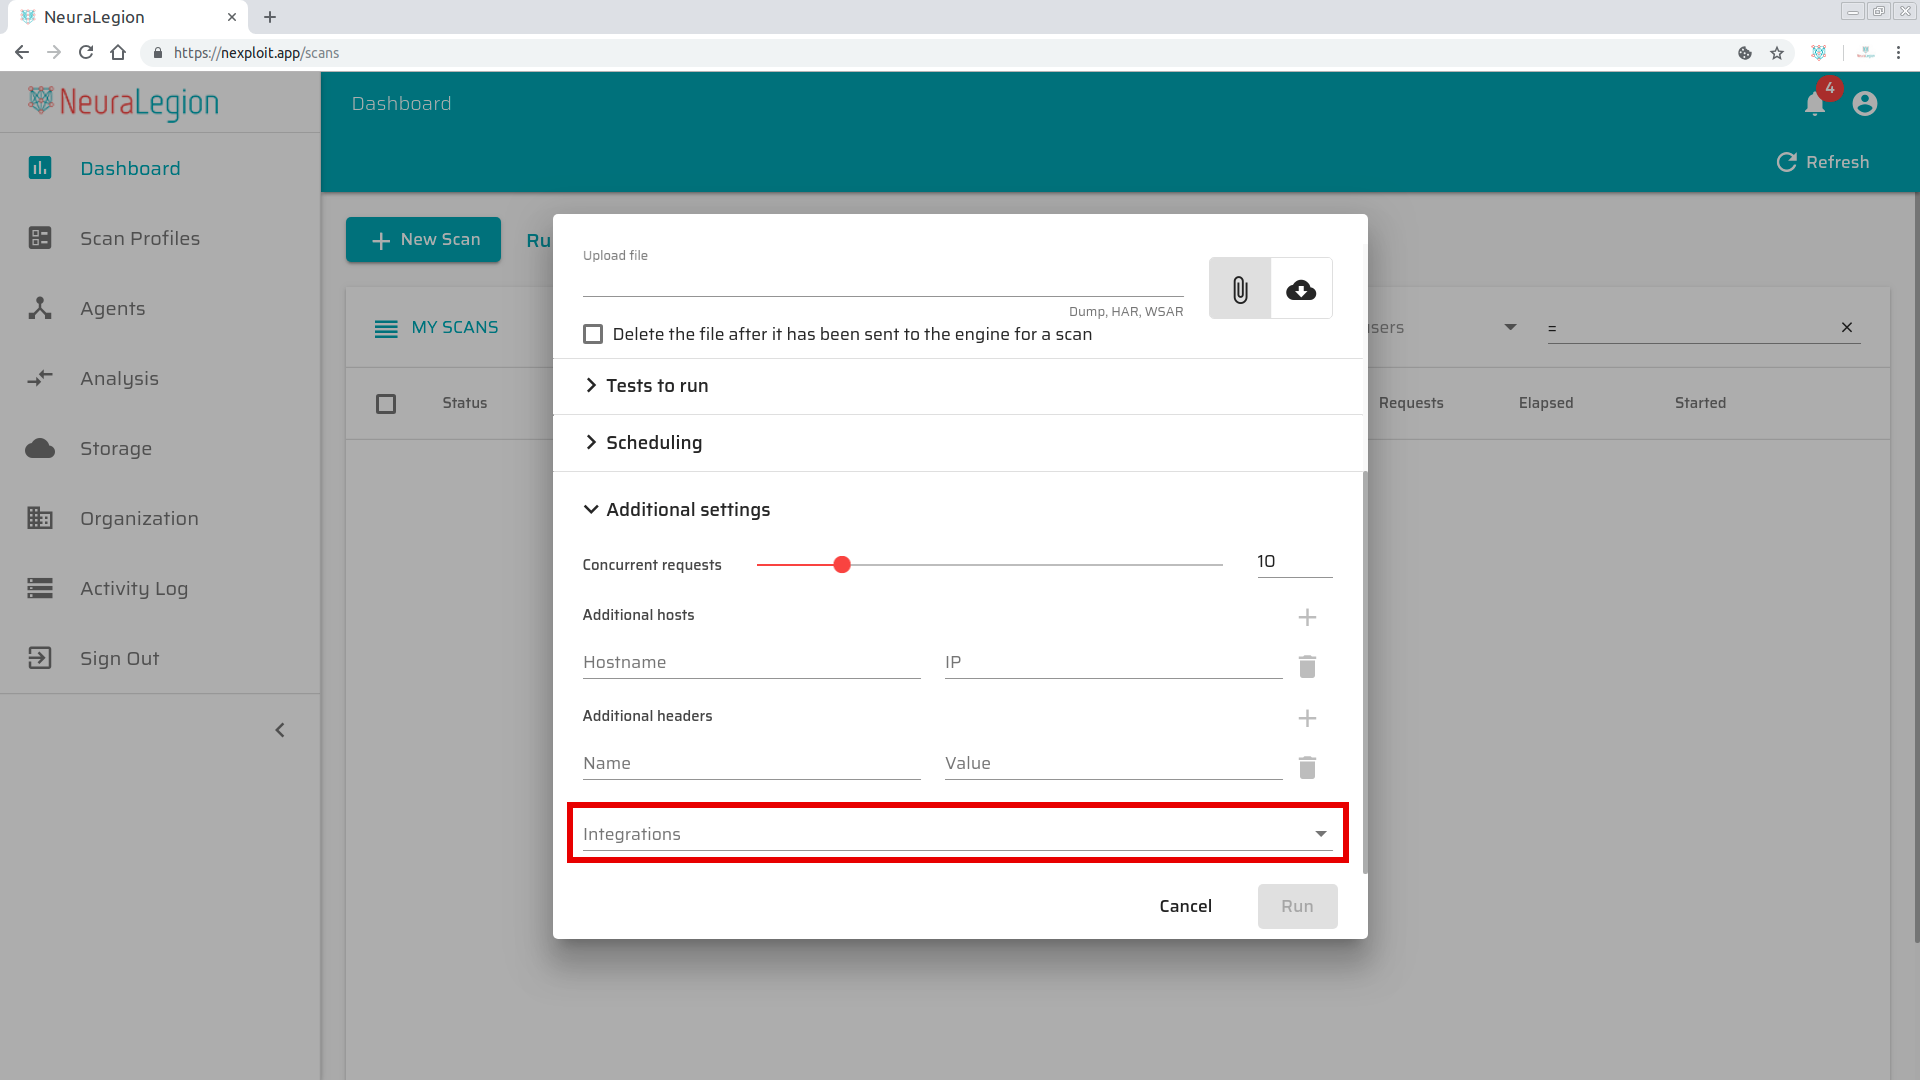 NeuraLegion
https://nexploit.app/scans
NeuraLegion
Dashboard
4
Refresh
Dashboard
Scan Profiles
Agents
Analysis
Storage
Organization
Activity Log
Sign Out
New Scan
Ru
MY SCANS
sers
=
Status
Requests
Elapsed
Started
Upload file
Dump, HAR, WSAR
Delete the file after it has been sent to the engine for a scan
Tests to run
Scheduling
Additional settings
Concurrent requests
10
Additional hosts
Hostname
IP
Additional headers
Name
Value
Integrations
Cancel
Run